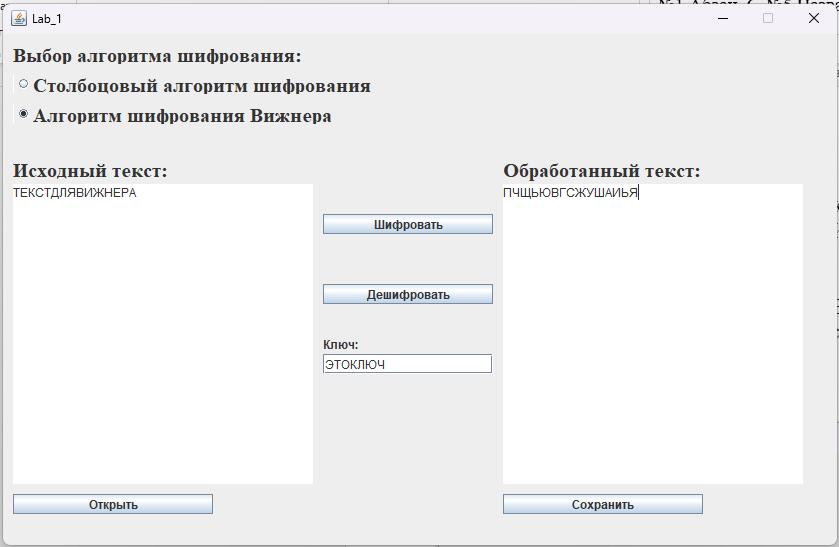 Lab_1
Выбор алгоритма шифрования:
Столбоцовый алгоритм шифрования
Алгоритм шифрования Вижнера
Исходный текст:
Обработанный текст:
ТЕКСТДЛЯВИЖНЕРА
ПЧЩЬЮВГСЖУШАИЬЯ
Шифровать
Дешифровать
Ключ:
ЭТОКЛЮЧ
Открыть
Сохранить